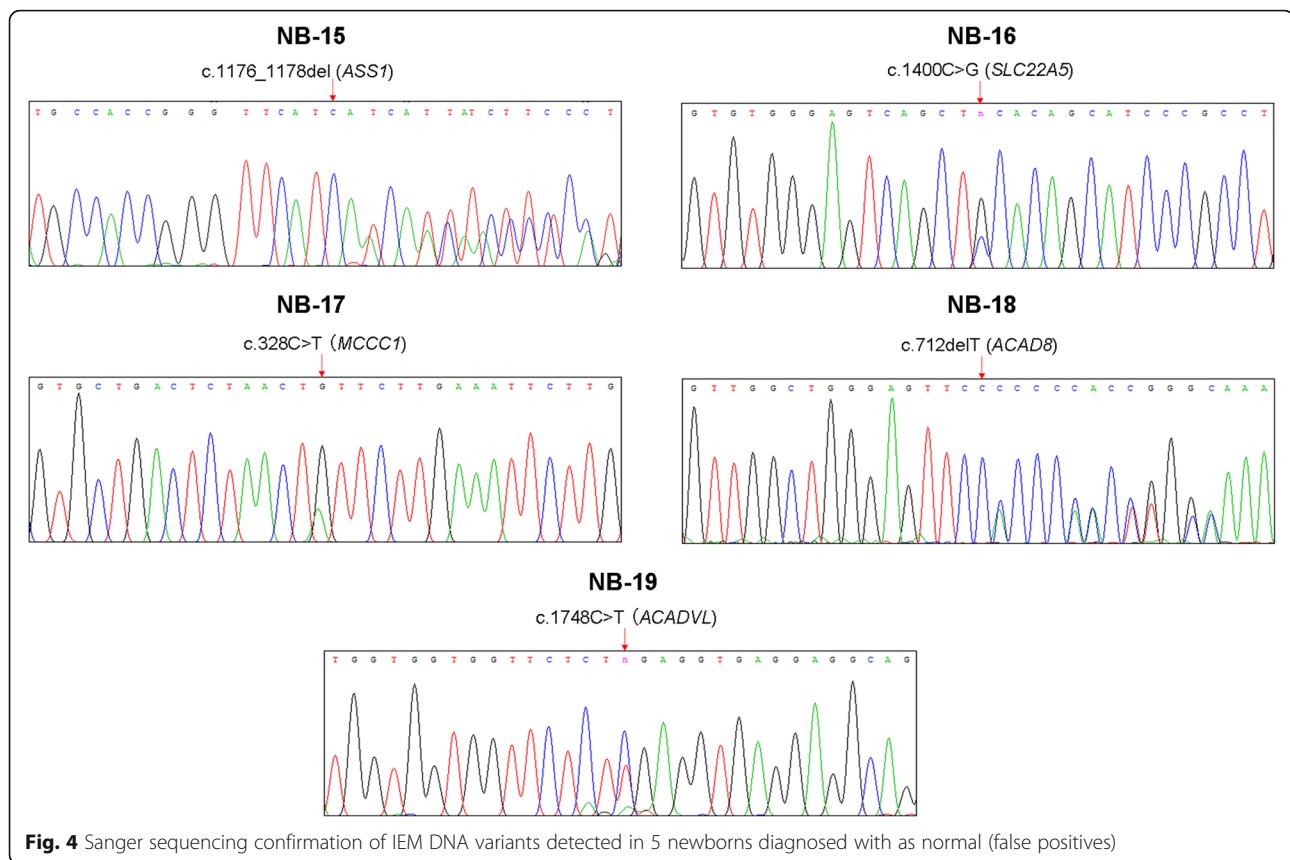 NB-15
c.1176_1178del (ASS1)
T G C C A C C G G G T T C A T C A T C A T T A T C T T C C C T
NB-16
c.1400C>G (SLC22A5)
G T G T G G G A G T C A G C T n C A C A G C A T C C C G C C T
NB-17
c.328C>T (MCCC1)
G T G C T G A C T C T A A C T G T T C T T G A A A T T C T T G
NB-18
c.712delT (ACAD8)
G T T G G C T G G G A G T T C C C C C C A C C G G G C A A A
NB-19
c.1748C>T (ACADVL)
T G G T G G T G G T T C T C T n G A G G T G A G G A G G C A G
Fig. 4 Sanger sequencing confirmation of IEM DNA variants detected in 5 newborns diagnosed with as normal (false positives)